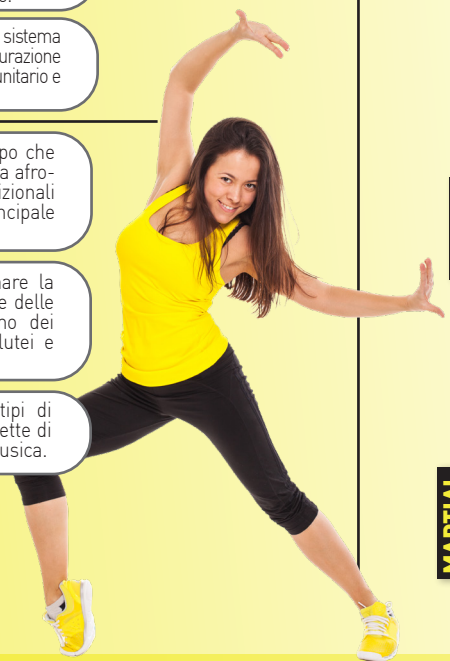 sistema
urazione
unitario e
po che
a afro-
izionali
ncipale
are la
e delle
no dei
lutei e
tipi di
ette di
usica.
MARTIAL